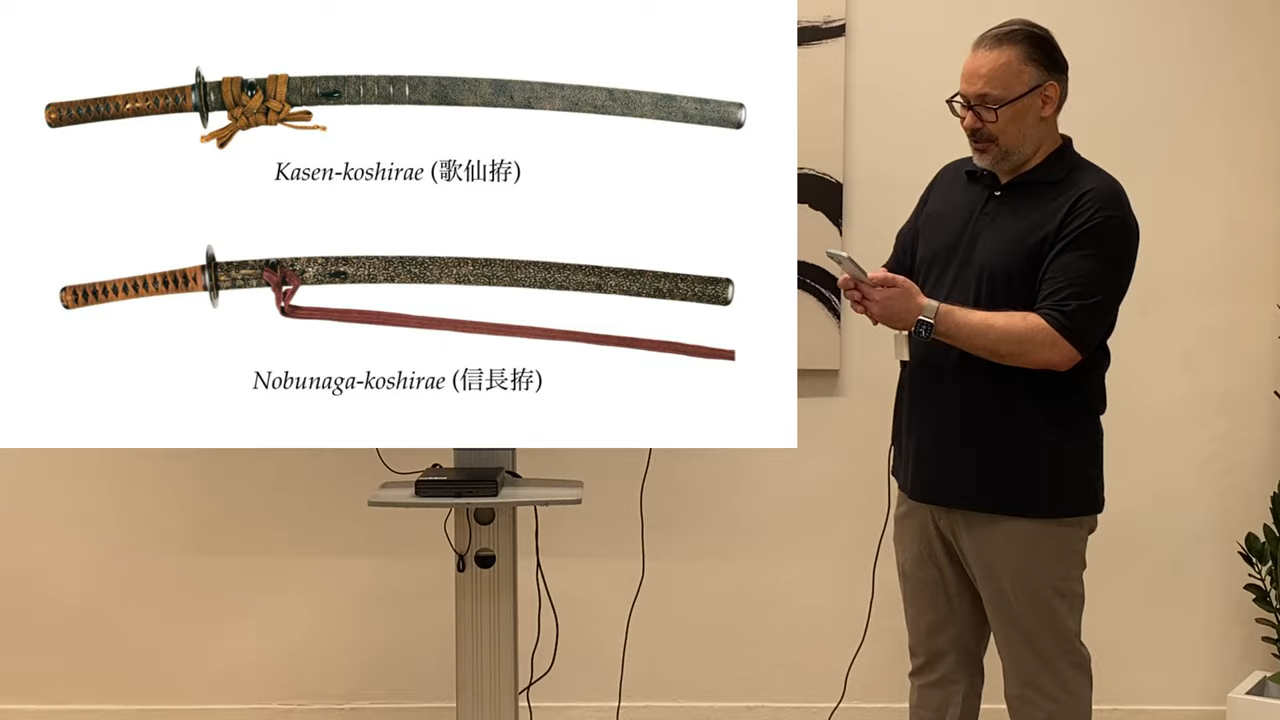 Kasen-koshirae (歌仙拵)
Nobunaga-koshirae (信長拵)